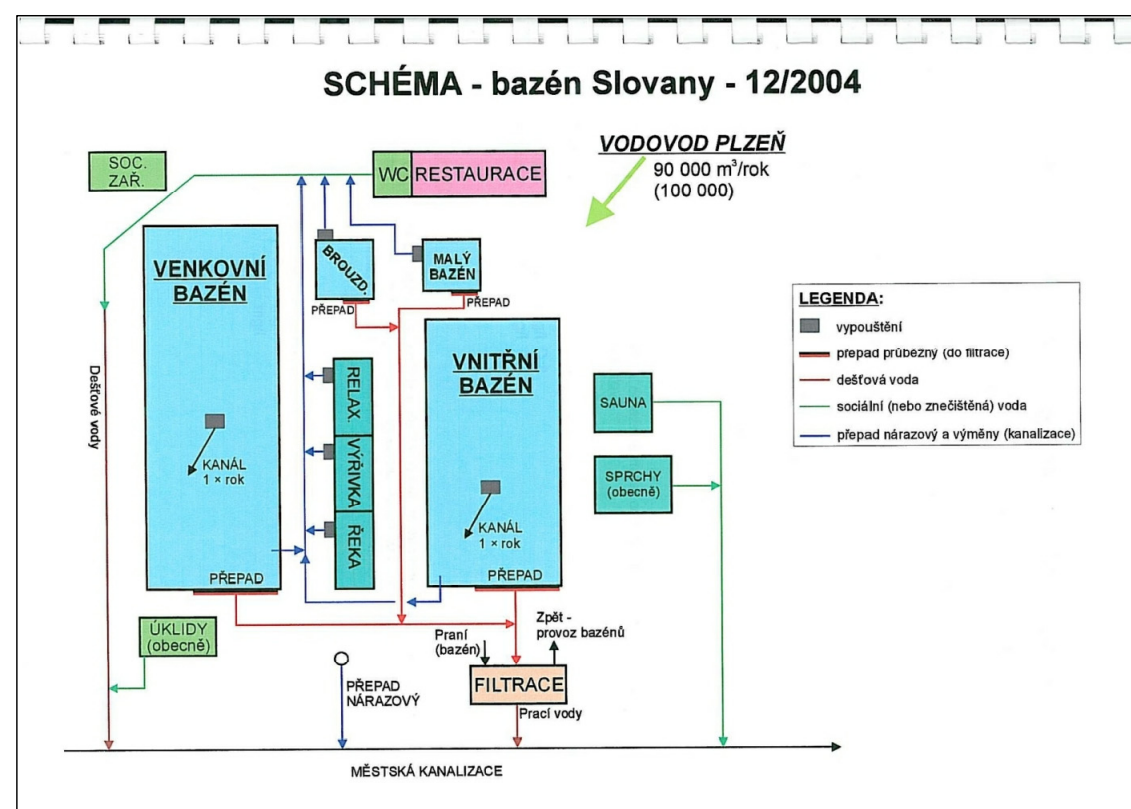 SCHÉMA - bazén Slovany - 12/2004
VODOVOD PLZEŇ
90 000 m³/rok
(100 000)
SOC.
ZAŘ.
WC
RESTAURACE
VENKOVNÍ
BAZÉN
BROUZD.
MALÝ
BAZÉN
PŘEPAD
PŘEPAD
VNITŘNÍ
BAZÉN
LEGENDA:
vypouštění
přepad průbězný (do filtrace)
dešťová voda
sociální (nebo znečištěná) voda
přepad nárazový a výměny (kanalizace)
Dešťové vody
RELAX.
VÝŘIVKA
ŘEKA
SAUNA
SPRCHY
(obecně)
KANÁL
1 × rok
KANÁL
1 × rok
PŘEPAD
PŘEPAD
ÚKLIDY
(obecně)
Praní
(bazén)
Zpět -
provoz bazénů
PŘEPAD
NÁRAZOVÝ
FILTRACE
Prací vody
MĚSTSKÁ KANALIZACE